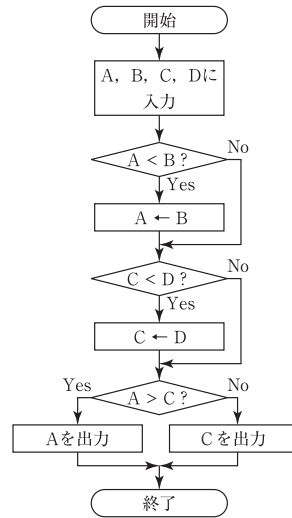 開始
A，B，C，Dに
入力
A < B？
No
Yes
A ← B
C < D？
No
Yes
C ← D
Yes
A > C？
No
Aを出力
Cを出力
終了